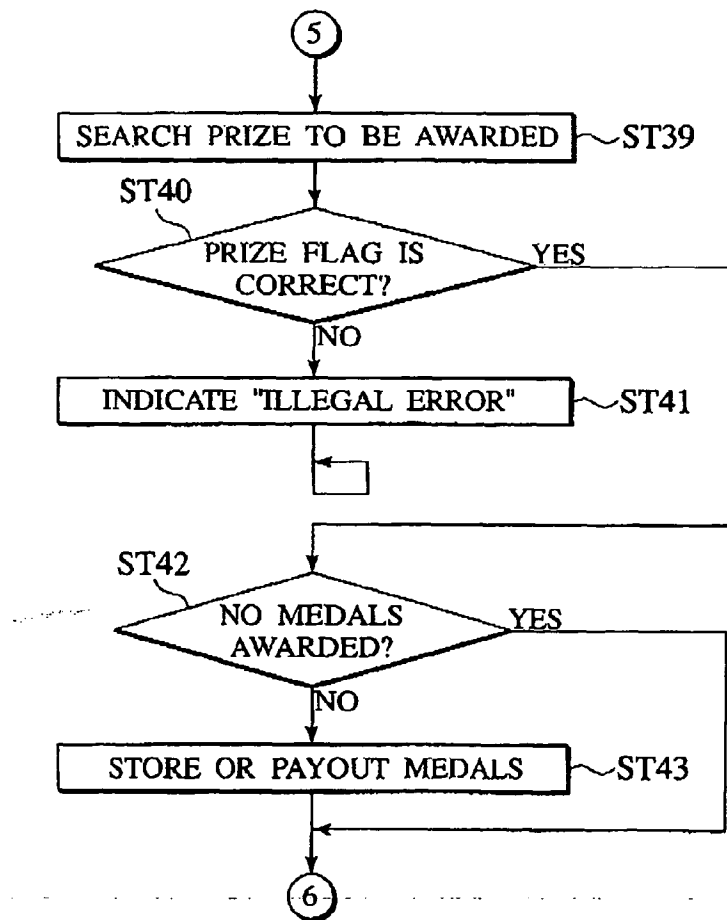 5
SEARCH PRIZE TO BE AWARDED
ST39
ST40
PRIZE FLAG IS
CORRECT?
YES
NO
INDICATE "ILLEGAL ERROR"
ST41
ST42
NO MEDALS
AWARDED?
YES
NO
STORE OR PAYOUT MEDALS
ST43
6